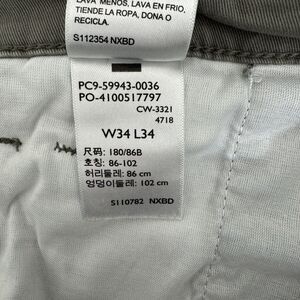 LAVA MENOS, LAVA EN FRIO,
TIENDE LA ROPA, DONA O
RECICLA.
S112354 NXBD
PC9-59943-0036
PO-4100517797
CW-3321
4718
W34 L34
尺码: 180/86B
호칭: 86-102
허리둘레: 86 cm
엉덩이둘레: 102 cm
S110782 NXBD